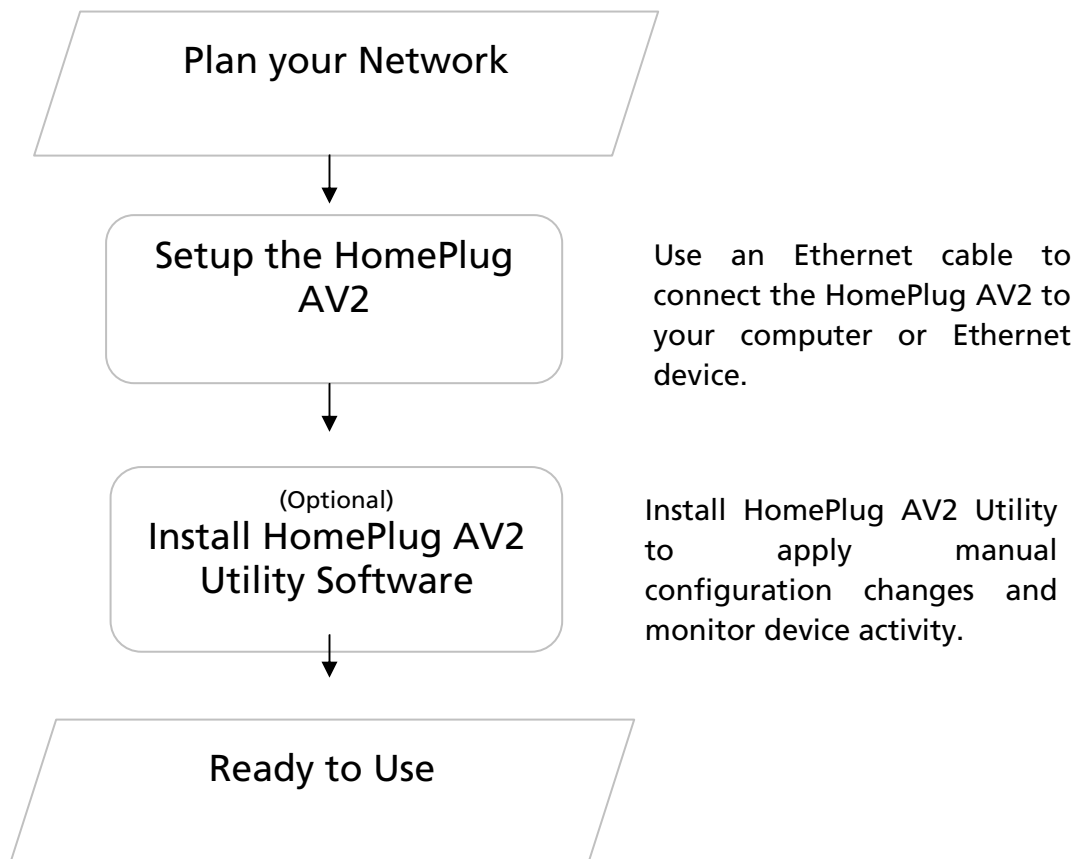 Plan your Network
Setup the HomePlug
AV2
Use an Ethernet cable to
connect the HomePlug AV2 to
your computer or Ethernet
device.
(Optional)
Install HomePlug AV2
Utility Software
Install HomePlug AV2 Utility
to apply manual
configuration changes and
monitor device activity.
Ready to Use